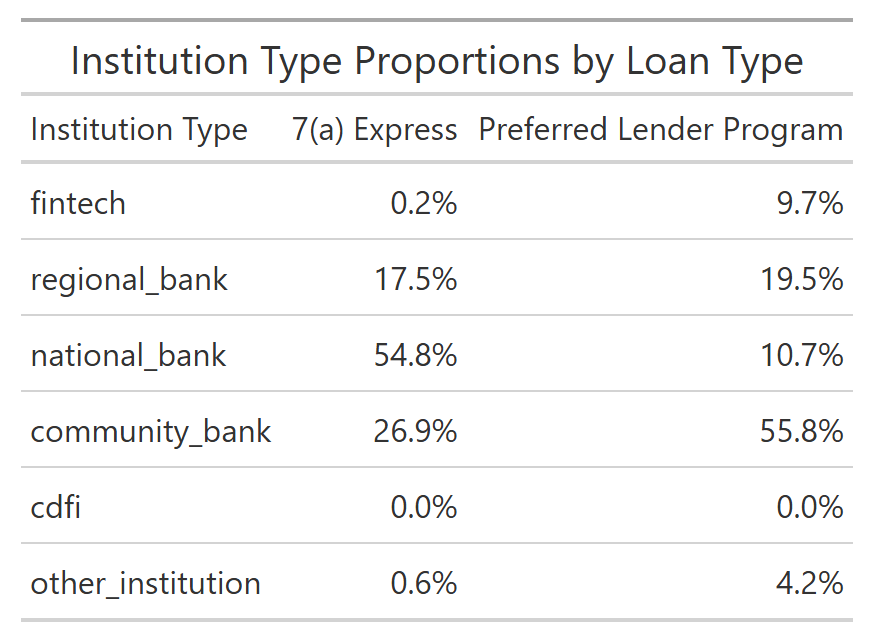 Institution Type Proportions by Loan Type
Institution Type 7(a) Express Preferred Lender Program
fintech 0.2% 9.7%
regional_bank 17.5% 19.5%
national_bank 54.8% 10.7%
community_bank 26.9% 55.8%
cdfi 0.0% 0.0%
other_institution 0.6% 4.2%